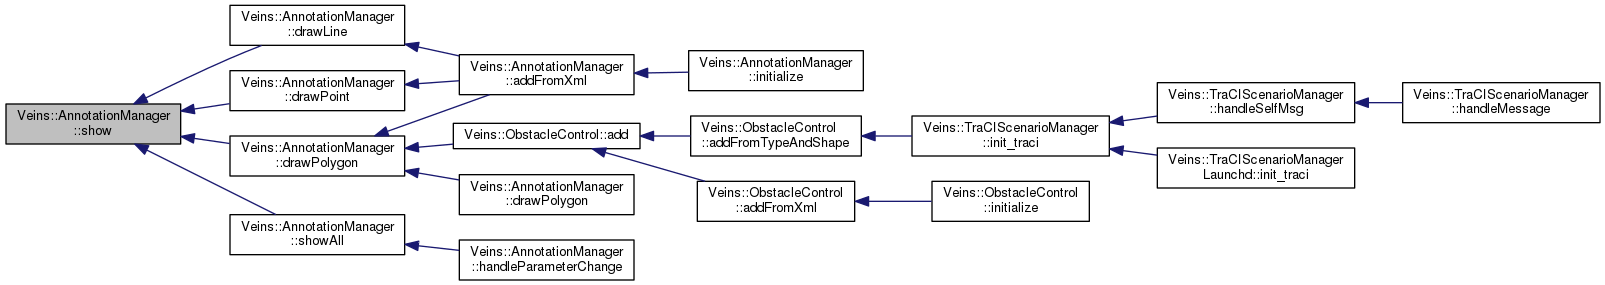 Veins::AnnotationManager
::show
Veins::AnnotationManager
::drawLine
Veins::AnnotationManager
::drawPoint
Veins::AnnotationManager
::drawPolygon
Veins::AnnotationManager
::showAll
Veins::AnnotationManager
::addFromXml
Veins::ObstacleControl::add
Veins::AnnotationManager
::drawPolygon
Veins::AnnotationManager
::handleParameterChange
Veins::AnnotationManager
::initialize
Veins::ObstacleControl
::addFromTypeAndShape
Veins::ObstacleControl
::addFromXml
Veins::TraCIScenarioManager
::init_traci
Veins::ObstacleControl
::initialize
Veins::TraCIScenarioManager
::handleSelfMsg
Veins::TraCIScenarioManager
Launchd::init_traci
Veins::TraCIScenarioManager
::handleMessage